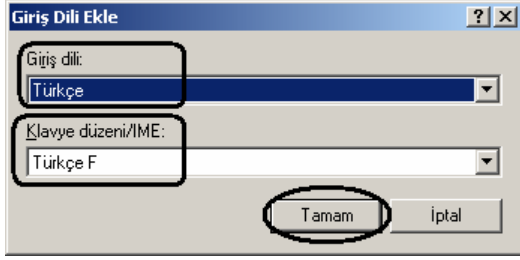 Giriş Dili Ekle
Giriş dili:
Türkçe
Klavye düzeni/IME:
Türkçe F
Tamam İptal